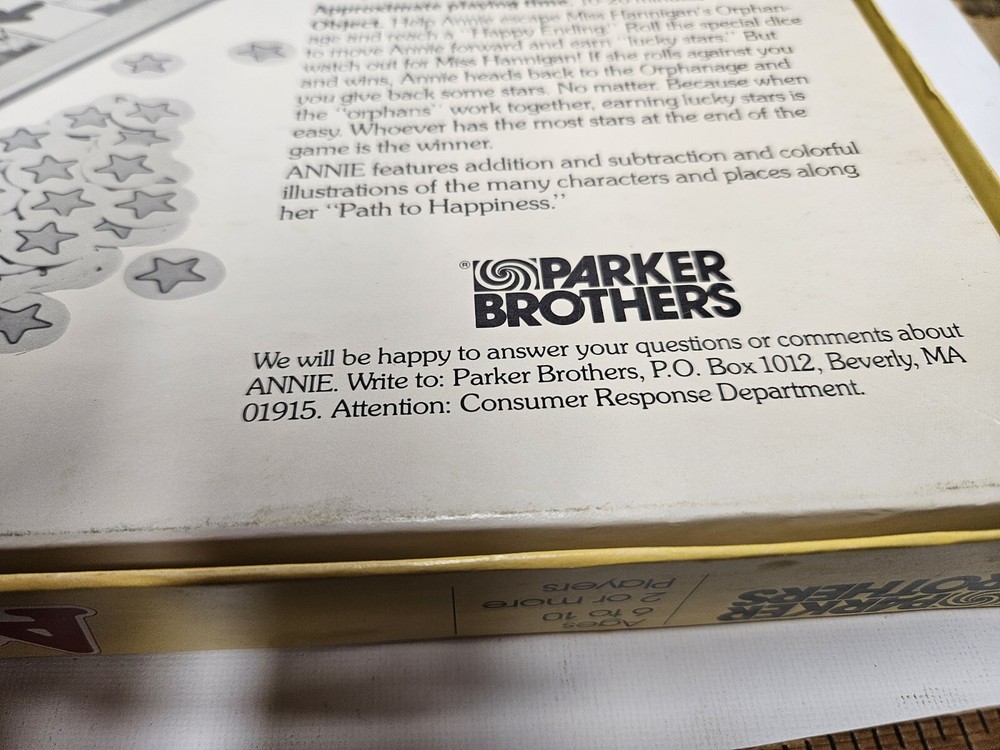 Approximate playing time. 10-20 minutes
Object. Help Annie escape Miss Hannigan's Orphan-
age and reach a "Happy Ending." Roll the special dice
to move Annie forward and earn "lucky stars." But
watch out for Miss Hannigan! If she rolls against you
and wins, Annie heads back to the Orphanage and
you give back some stars. No matter. Because when
the "orphans" work together, earning lucky stars is
easy. Whoever has the most stars at the end of the
game is the winner.
ANNIE features addition and subtraction and colorful
illustrations of the many characters and places along
her "Path to Happiness."
® PARKER
BROTHERS
We will be happy to answer your questions or comments about
ANNIE. Write to: Parker Brothers, P.O. Box 1012, Beverly, MA
01915. Attention: Consumer Response Department.
Ages
6 to 10
2 or more
Players
PARKER
BROTHERS